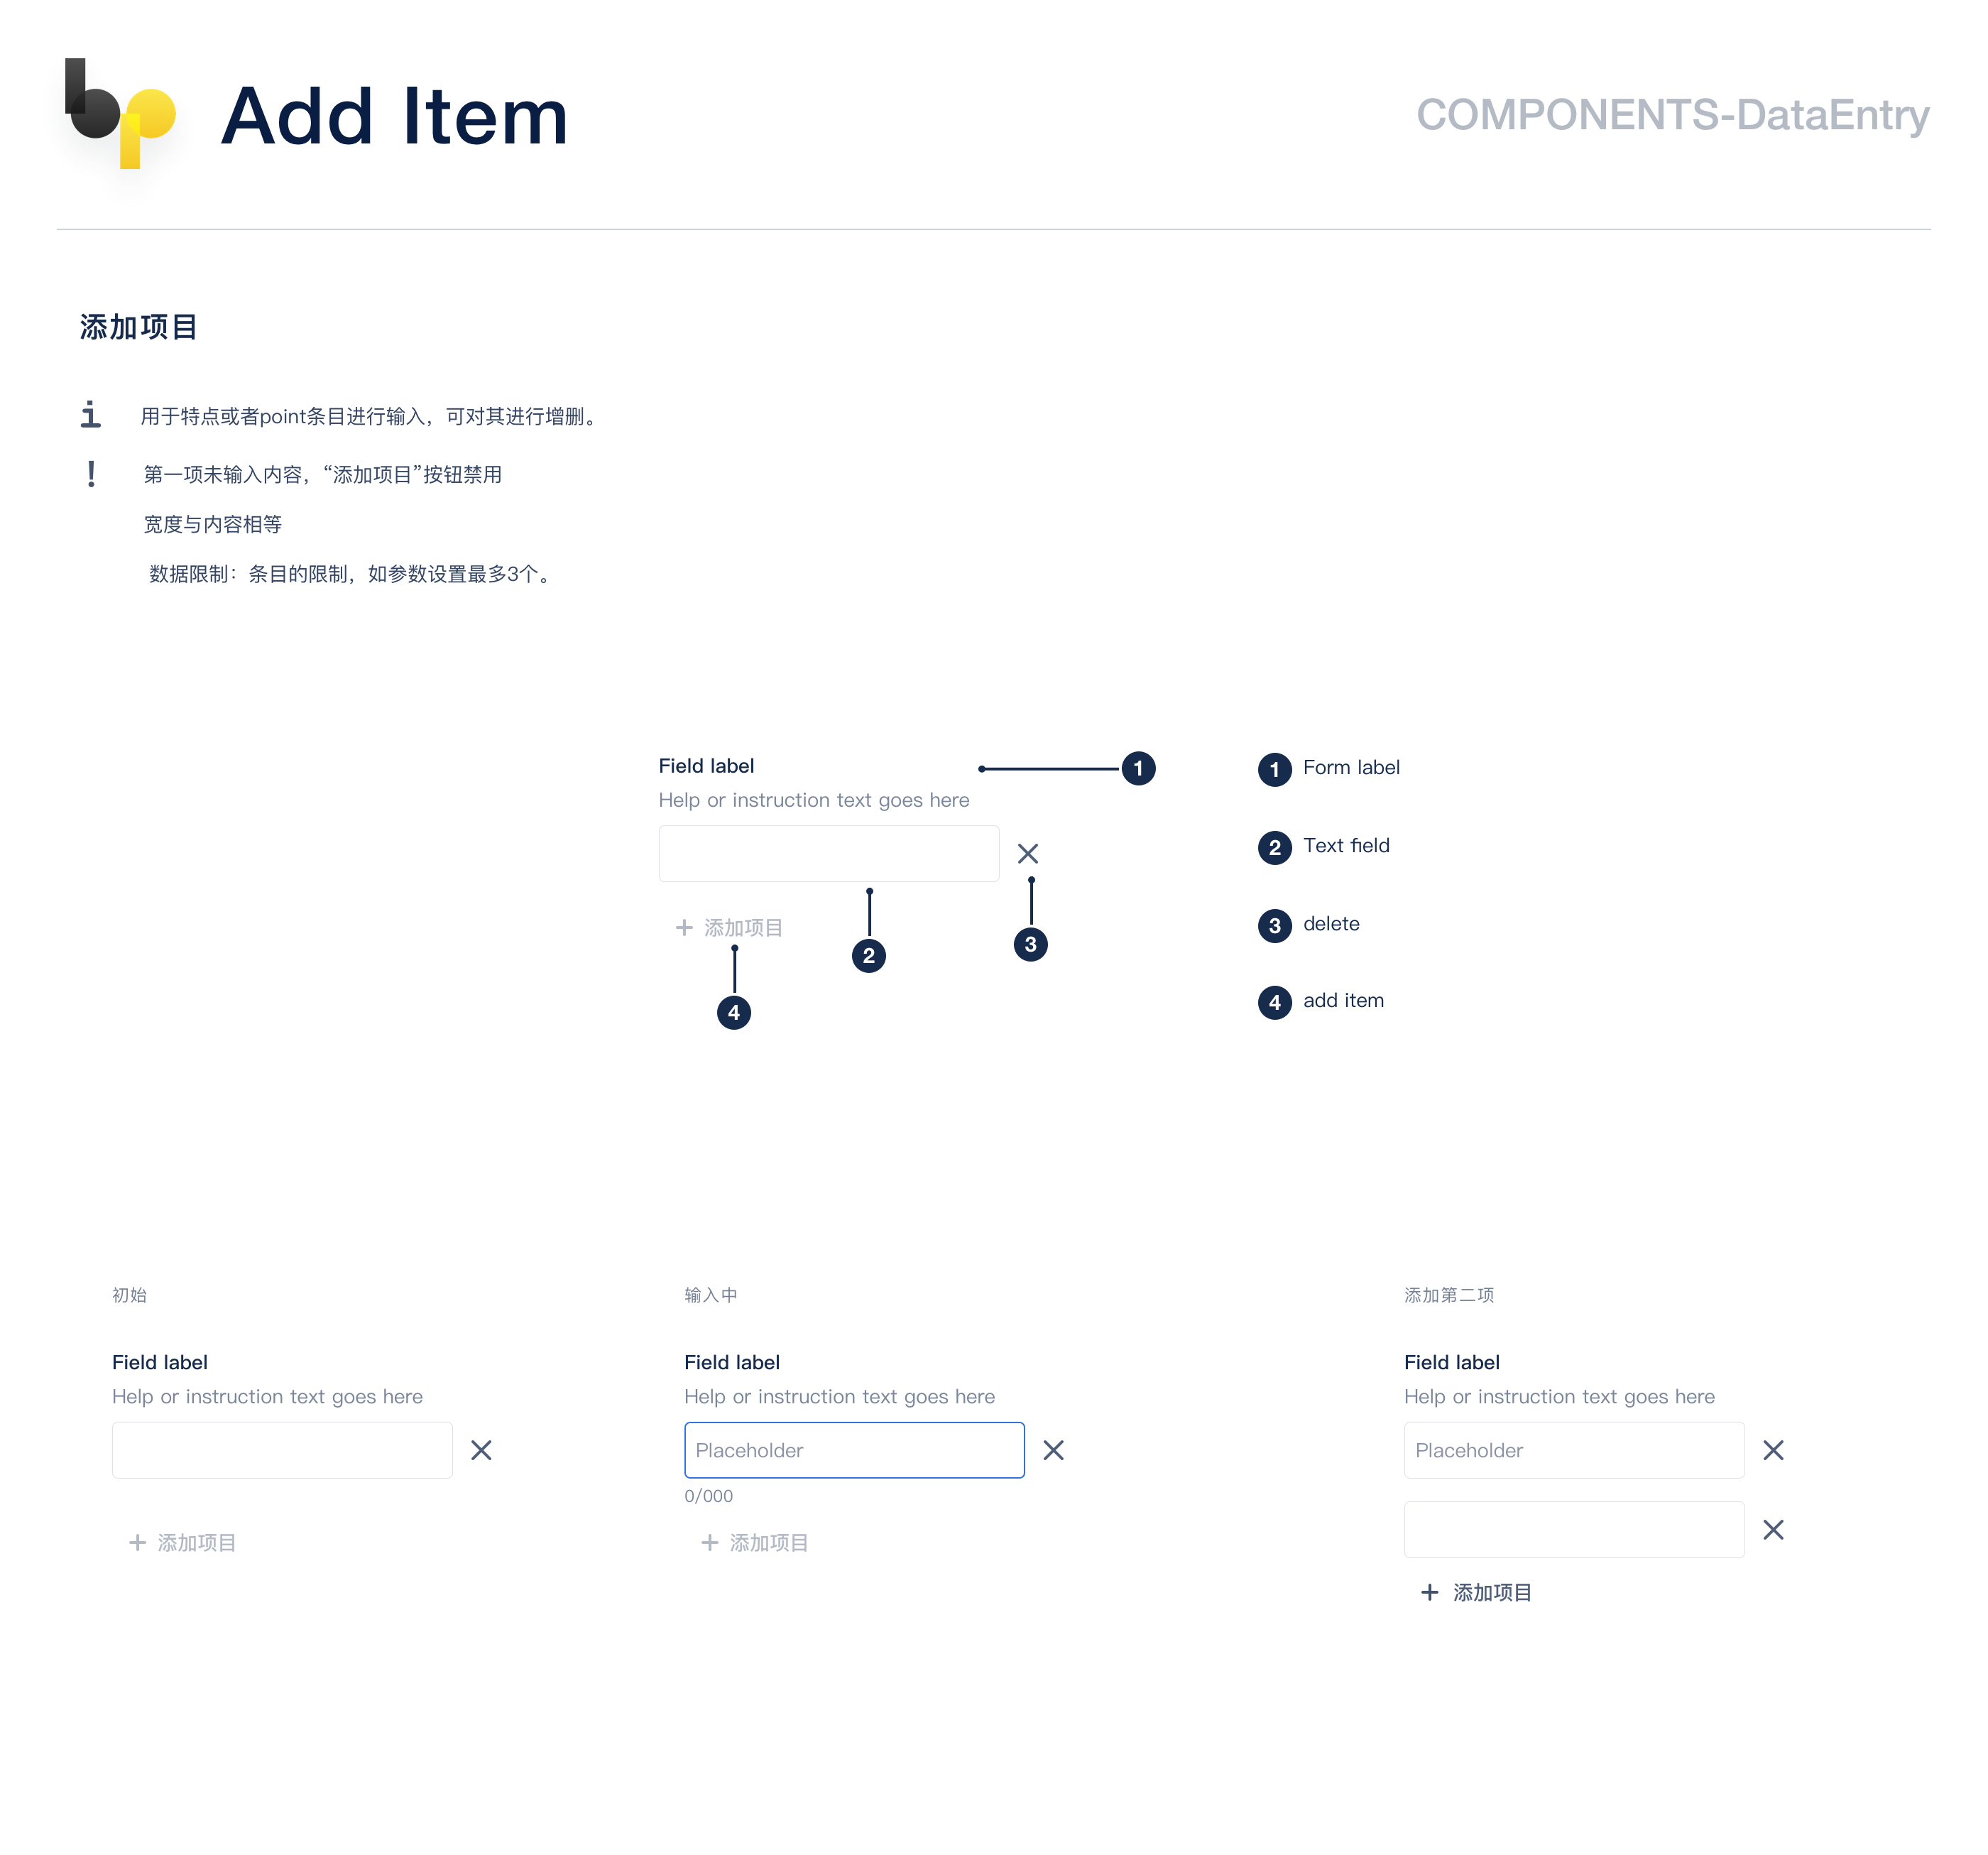 bp
Add Item
COMPONENTS-DataEntry
添加项目
i 用于特点或者point条目进行输入，可对其进行增删。
! 第一项未输入内容，“添加项目”按钮禁用
宽度与内容相等
数据限制：条目的限制，如参数设置最多3个。
Field label
Help or instruction text goes here
+ 添加项目
1
2
3
4
1 Form label
2 Text field
3 delete
4 add item
初始
Field label
Help or instruction text goes here
+ 添加项目
输入中
Field label
Help or instruction text goes here
Placeholder
0/000
+ 添加项目
添加第二项
Field label
Help or instruction text goes here
Placeholder
+ 添加项目